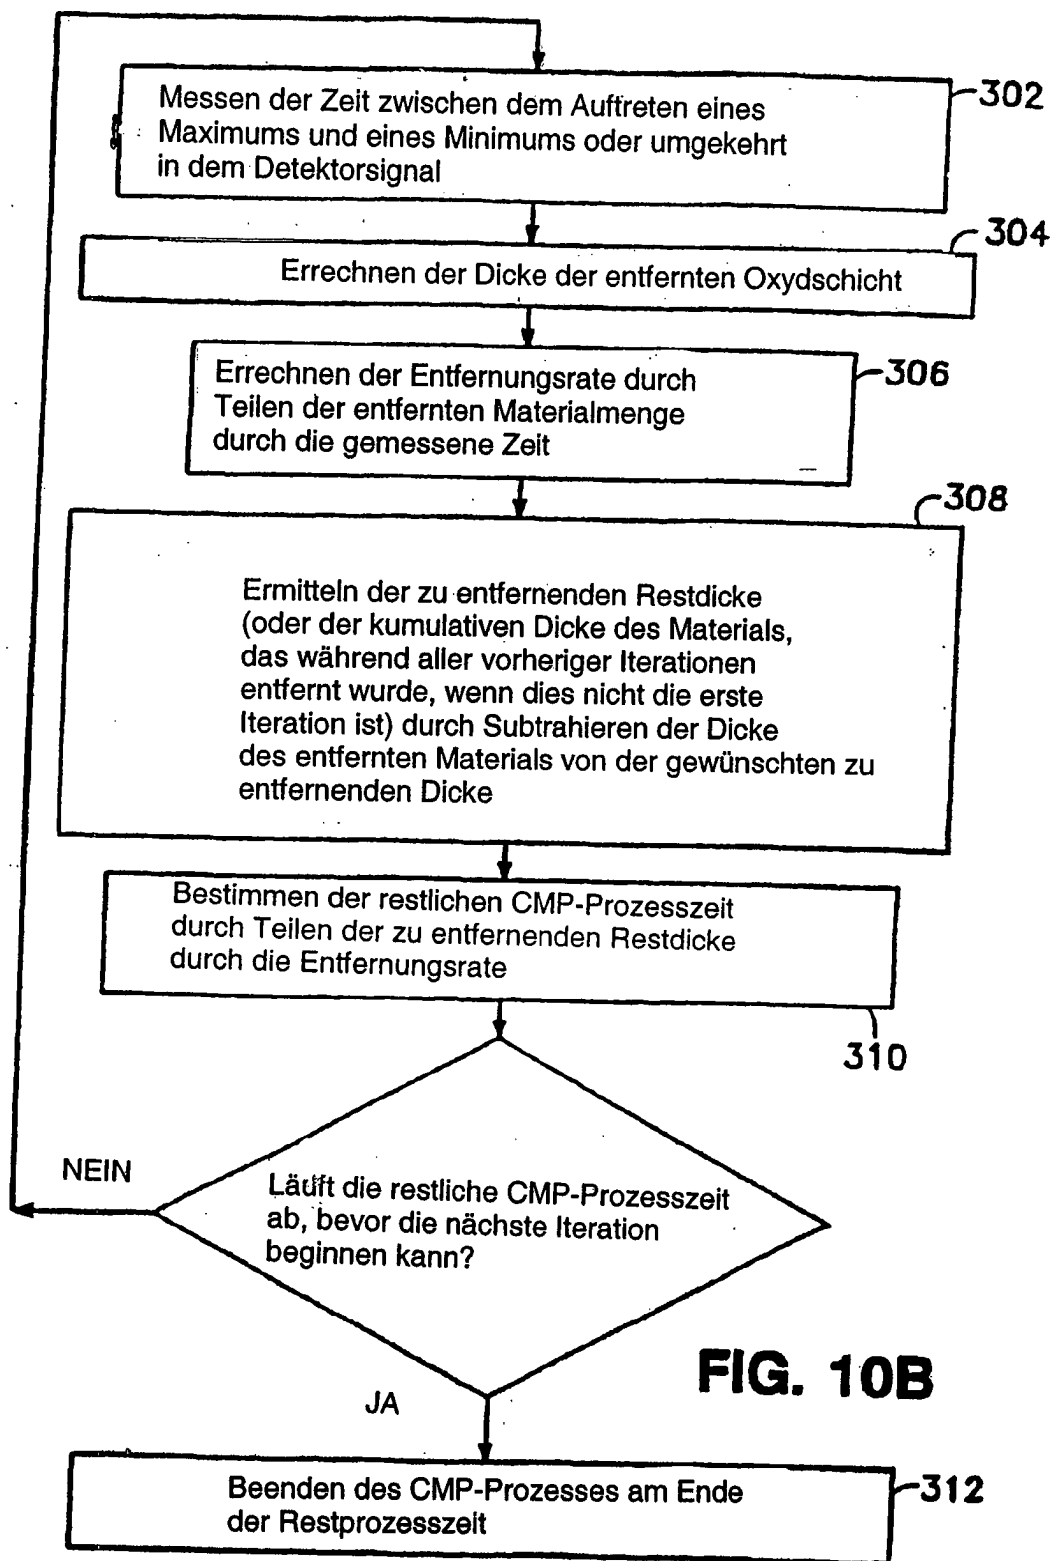 302
Messen der Zeit zwischen dem Auftreten eines
Maximums und eines Minimums oder umgekehrt
in dem Detektorsignal
304
Errechnen der Dicke der entfernten Oxydschicht
306
Errechnen der Entfernungsrate durch
Teilen der entfernten Materialmenge
durch die gemessene Zeit
308
Ermitteln der zu entfernenden Restdicke
(oder der kumulativen Dicke des Materials,
das während aller vorheriger Iterationen
entfernt wurde, wenn dies nicht die erste
Iteration ist) durch Subtrahieren der Dicke
des entfernten Materials von der gewünschten zu
entfernenden Dicke
Bestimmen der restlichen CMP-Prozesszeit
durch Teilen der zu entfernenden Restdicke
durch die Entfernungsrate
310
NEIN
Läuft die restliche CMP-Prozesszeit
ab, bevor die nächste Iteration
beginnen kann?
FIG. 10B
JA
312
Beenden des CMP-Prozesses am Ende
der Restprozesszeit